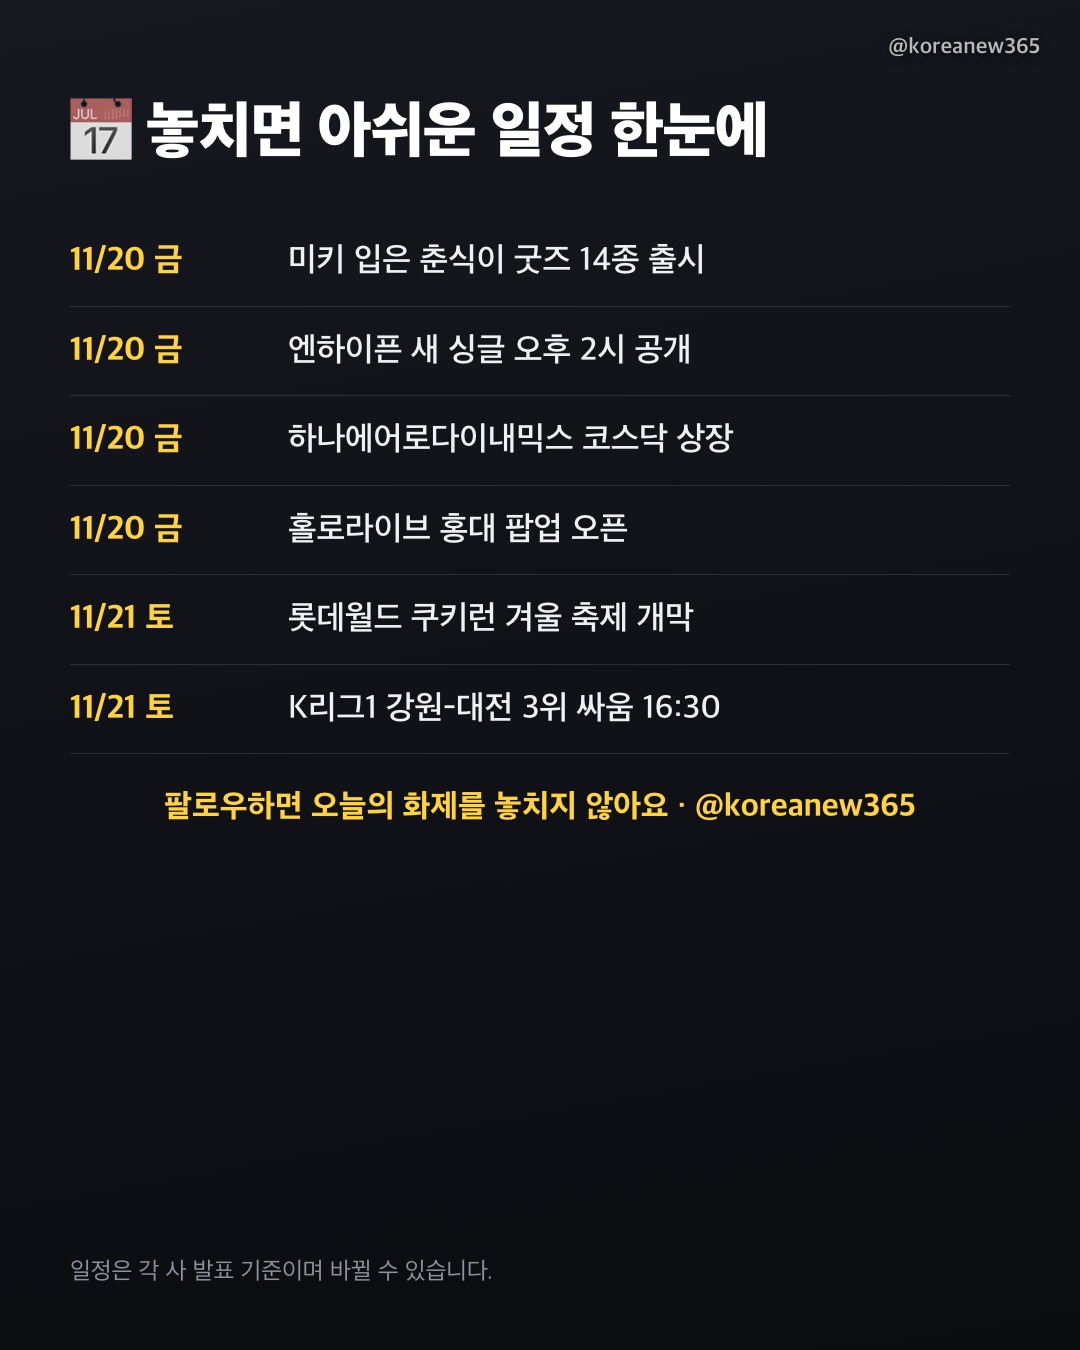 @koreanew365
JUL
17
놓치면 아쉬운 일정 한눈에
11/20 금 미키 입은 춘식이 굿즈 14종 출시
11/20 금 엔하이픈 새 싱글 오후 2시 공개
11/20 금 하나에어로다이내믹스 코스닥 상장
11/20 금 홀로라이브 홍대 팝업 오픈
11/21 토 롯데월드 쿠키런 겨울 축제 개막
11/21 토 K리그1 강원-대전 3위 싸움 16:30
팔로우하면 오늘의 화제를 놓치지 않아요 · @koreanew365
일정은 각 사 발표 기준이며 바뀔 수 있습니다.